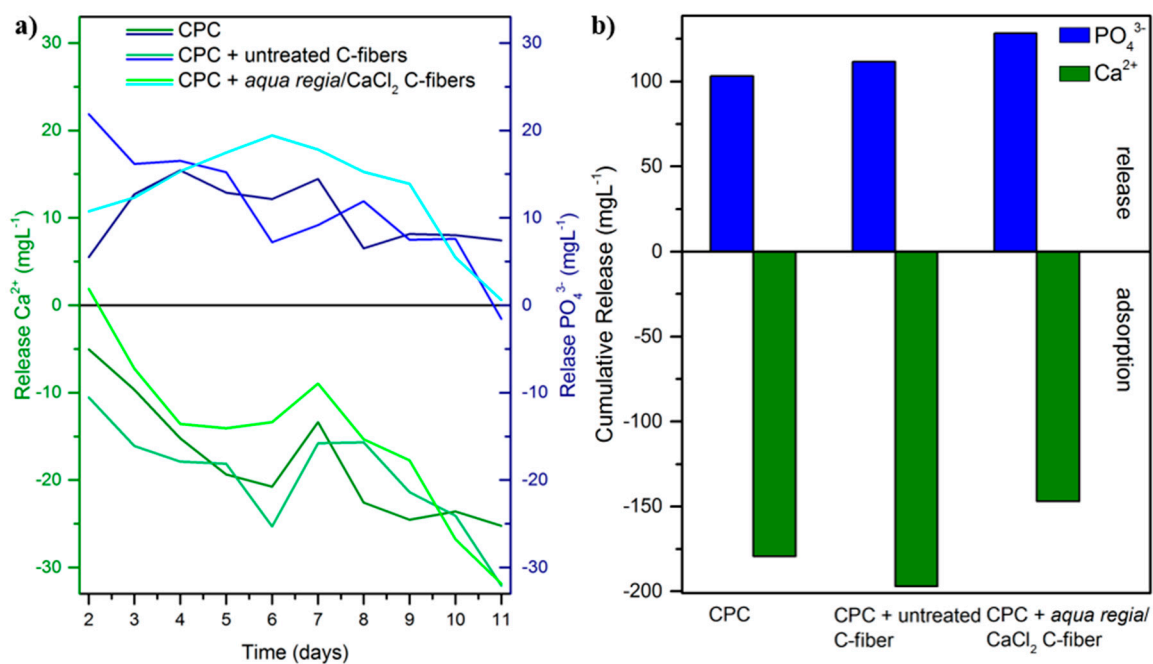 a)
CPC
CPC + untreated C-fibers
CPC + aqua regia/CaCl₂ C-fibers
30
20
10
0
-10
-20
-30
Release Ca²⁺ (mgL⁻¹)
30
20
10
0
-10
-20
-30
Relase PO₄³⁻ (mgL⁻¹)
2 3 4 5 6 7 8 9 10 11
Time (days)
b)
PO₄³⁻
Ca²⁺
100
50
0
-50
-100
-150
-200
Cumulative Release (mgL⁻¹)
release
adsorption
CPC
CPC + untreated
C-fiber
CPC + aqua regia/
CaCl₂ C-fiber